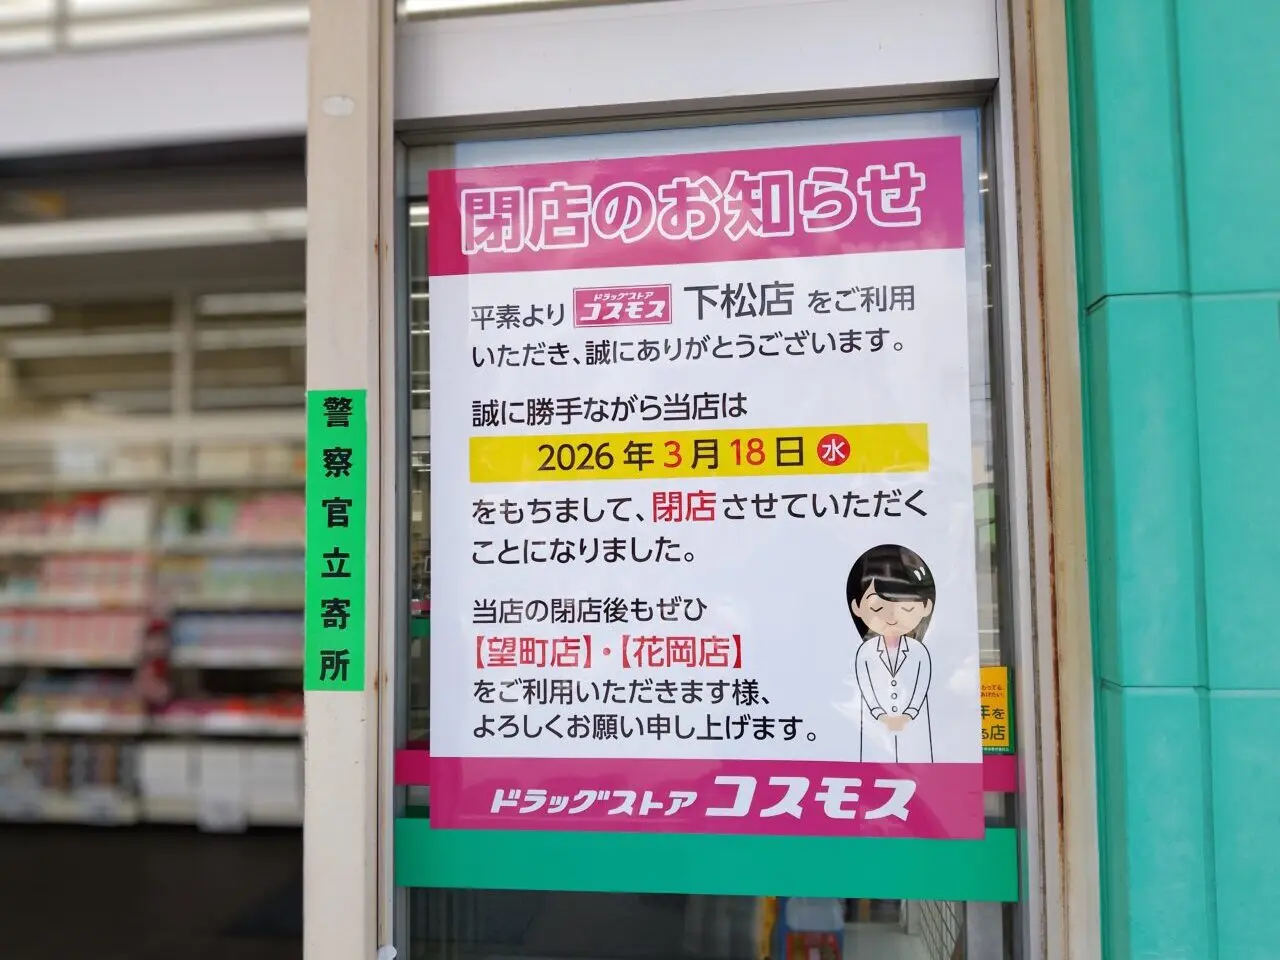 閉店のお知らせ
平素より ドラッグストア コスモス 下松店 をご利用
いただき、誠にありがとうございます。
誠に勝手ながら当店は
2026年3月18日 水
をもちまして、閉店させていただく
ことになりました。
当店の閉店後もぜひ
【望町店】・【花岡店】
をご利用いただきます様、
よろしくお願い申し上げます。
ドラッグストア コスモス
警察官立寄所
年を
る店